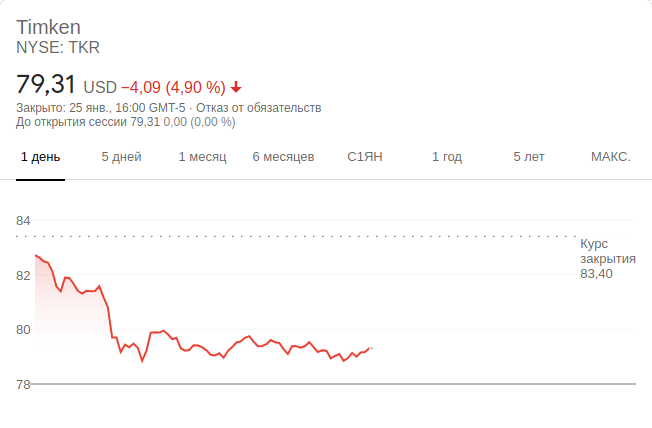 Timken
NYSE: TKR
79,31 USD −4,09 (4,90 %)
Закрыто: 25 янв., 16:00 GMT-5 · Отказ от обязательств
До открытия сессии 79,31 0,00 (0,00 %)
1 день 5 дней 1 месяц 6 месяцев С1ЯН 1 год 5 лет МАКС.
84
Курс
закрытия
83,40
82
80
78